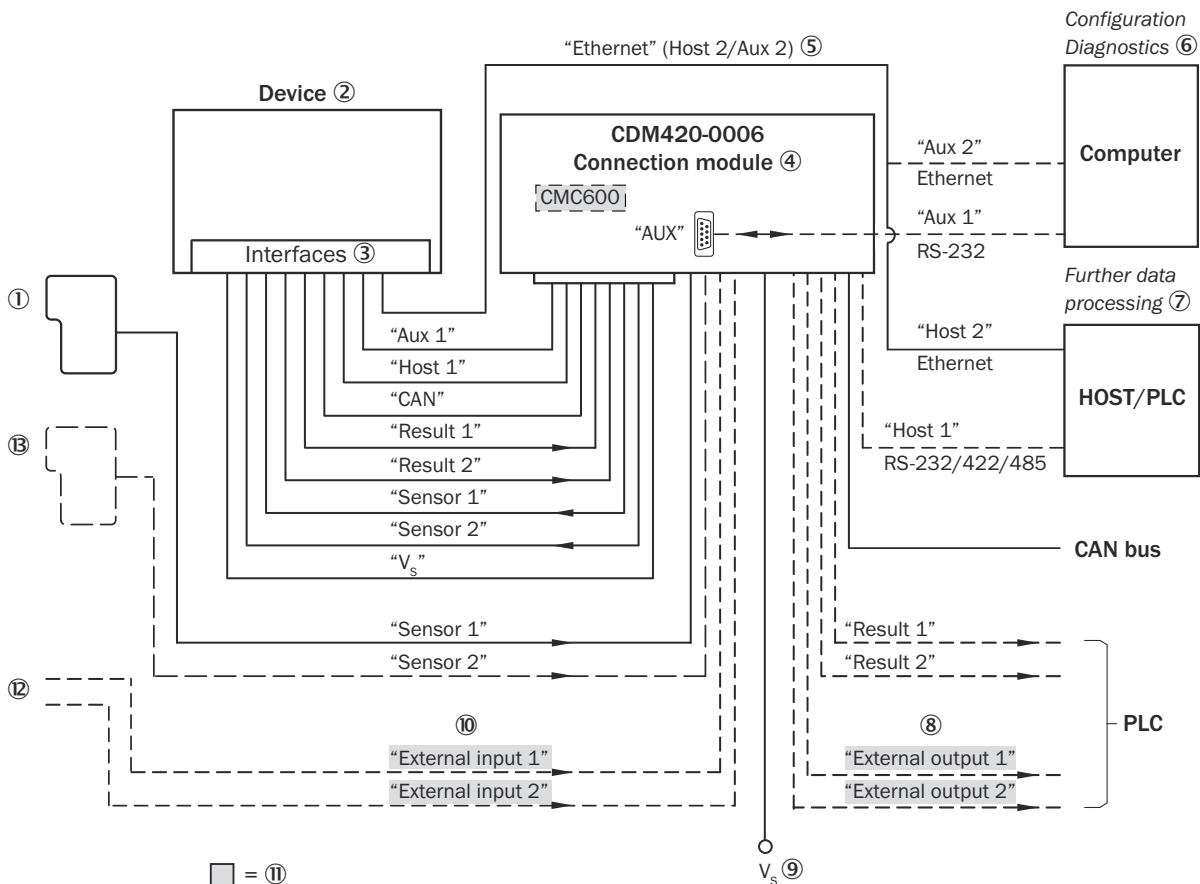 Configuration
Diagnostics ⑥
“Ethernet” (Host 2/Aux 2) ⑤
Device ②
CDM420-0006
Connection module ④
CMC600
“AUX”
“Aux 2”
Ethernet
Computer
“Aux 1”
RS-232
Interfaces ③
①
Further data
processing ⑦
“Aux 1”
“Host 1”
“CAN”
“Result 1”
“Result 2”
“Sensor 1”
“Sensor 2”
“Vs”
“Host 2”
Ethernet
HOST/PLC
“Host 1”
RS-232/422/485
⑬
CAN bus
“Sensor 1”
“Sensor 2”
“Result 1”
“Result 2”
⑫
⑩
⑧
PLC
“External input 1”
“External input 2”
“External output 1”
“External output 2”
= ⑪
Vs ⑨